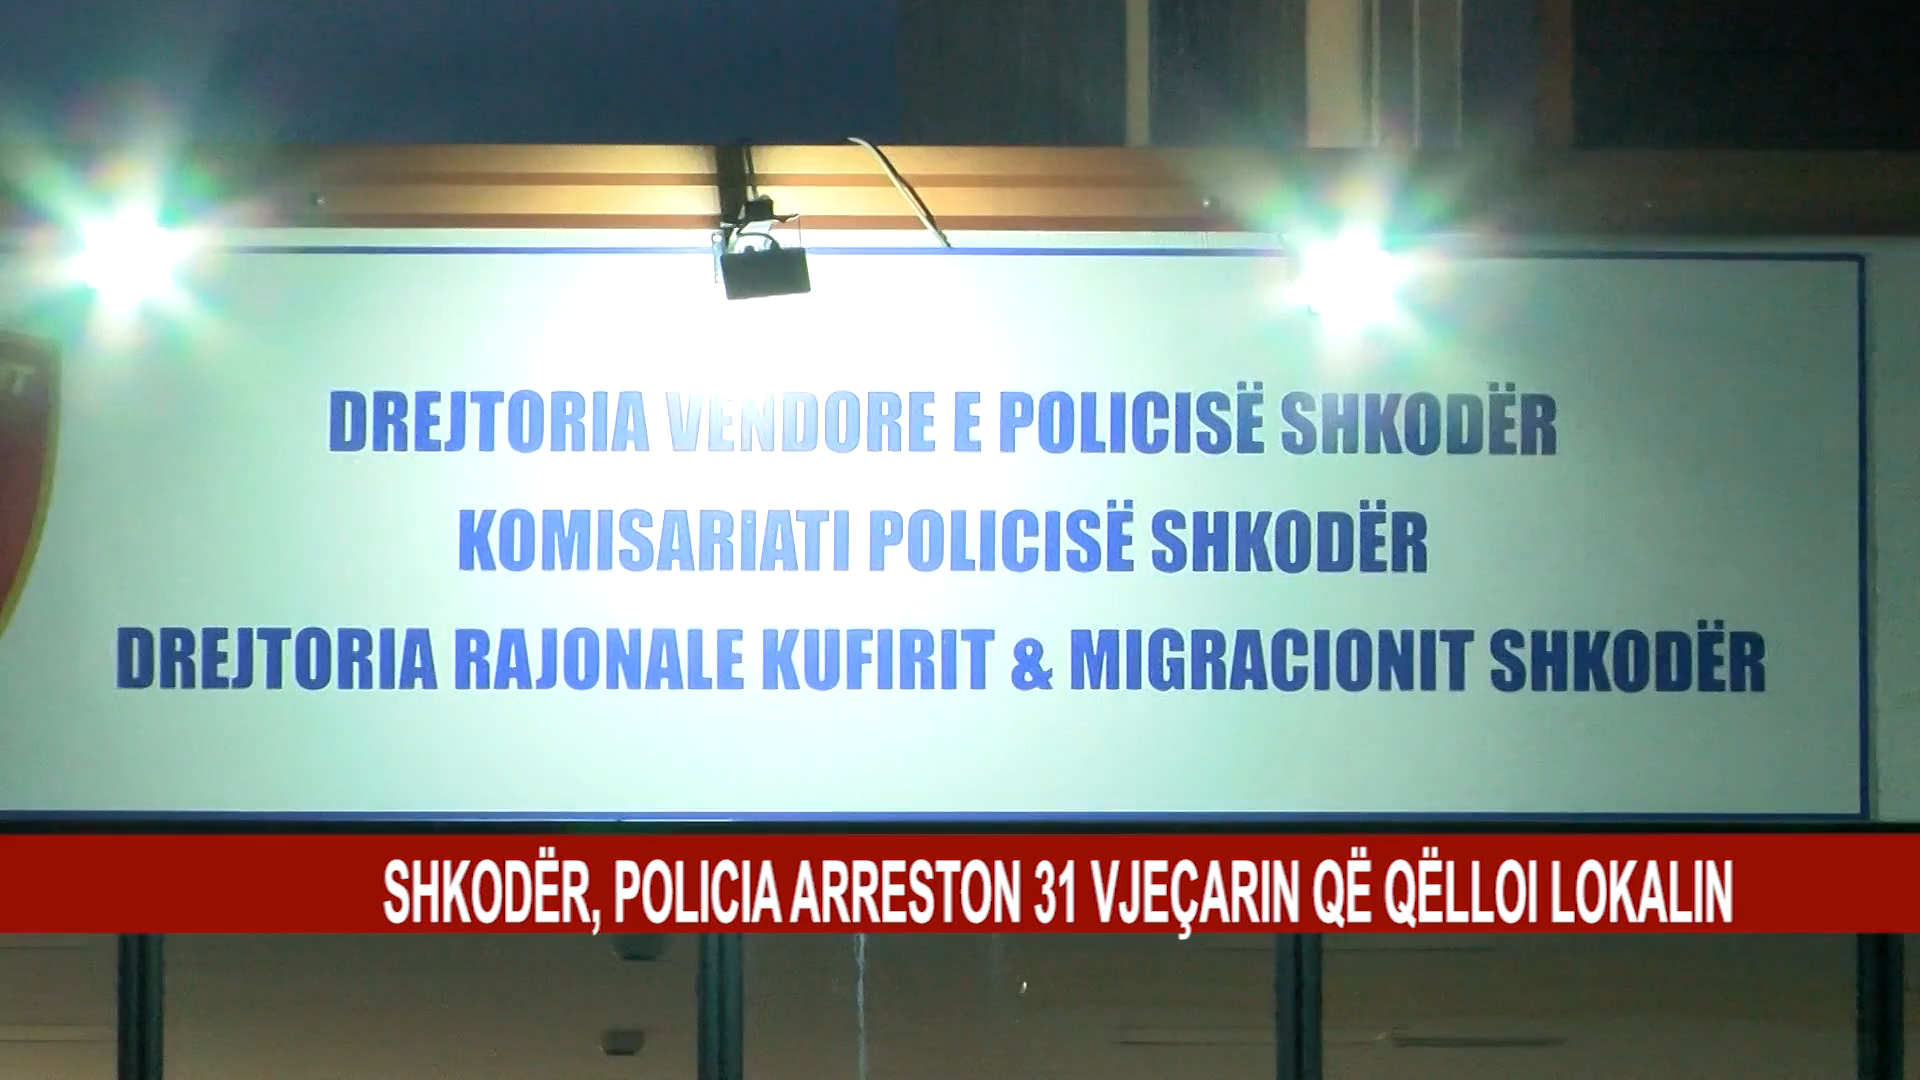 DREJTORIA VENDORE E POLICISË SHKODËR
KOMISARIATI POLICISË SHKODËR
DREJTORIA RAJONALE KUFIRIT & MIGRACIONIT SHKODËR
SHKODËR, POLICIA ARRESTON 31 VJEÇARIN QË QËLLOI LOKALIN